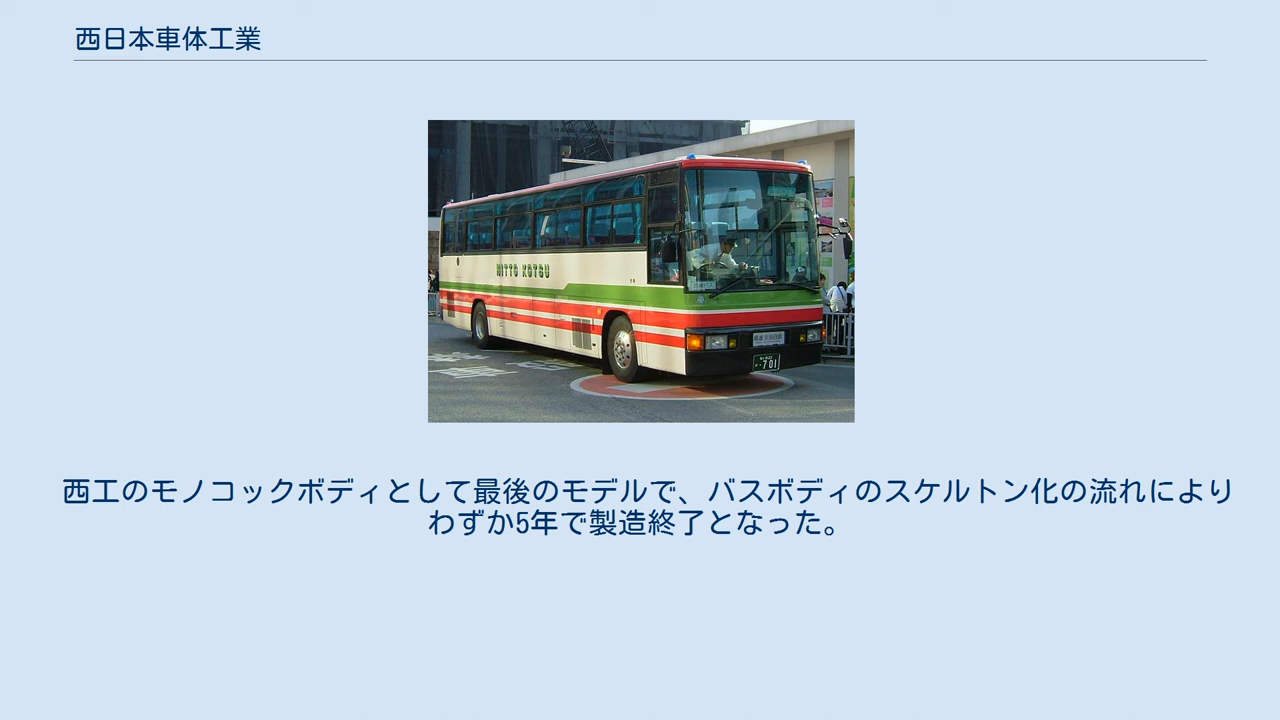 西日本車体工業
NITTO KOTSU
701
西工のモノコックボディとして最後のモデルで、バスボディのスケルトン化の流れにより
わずか5年で製造終了となった。